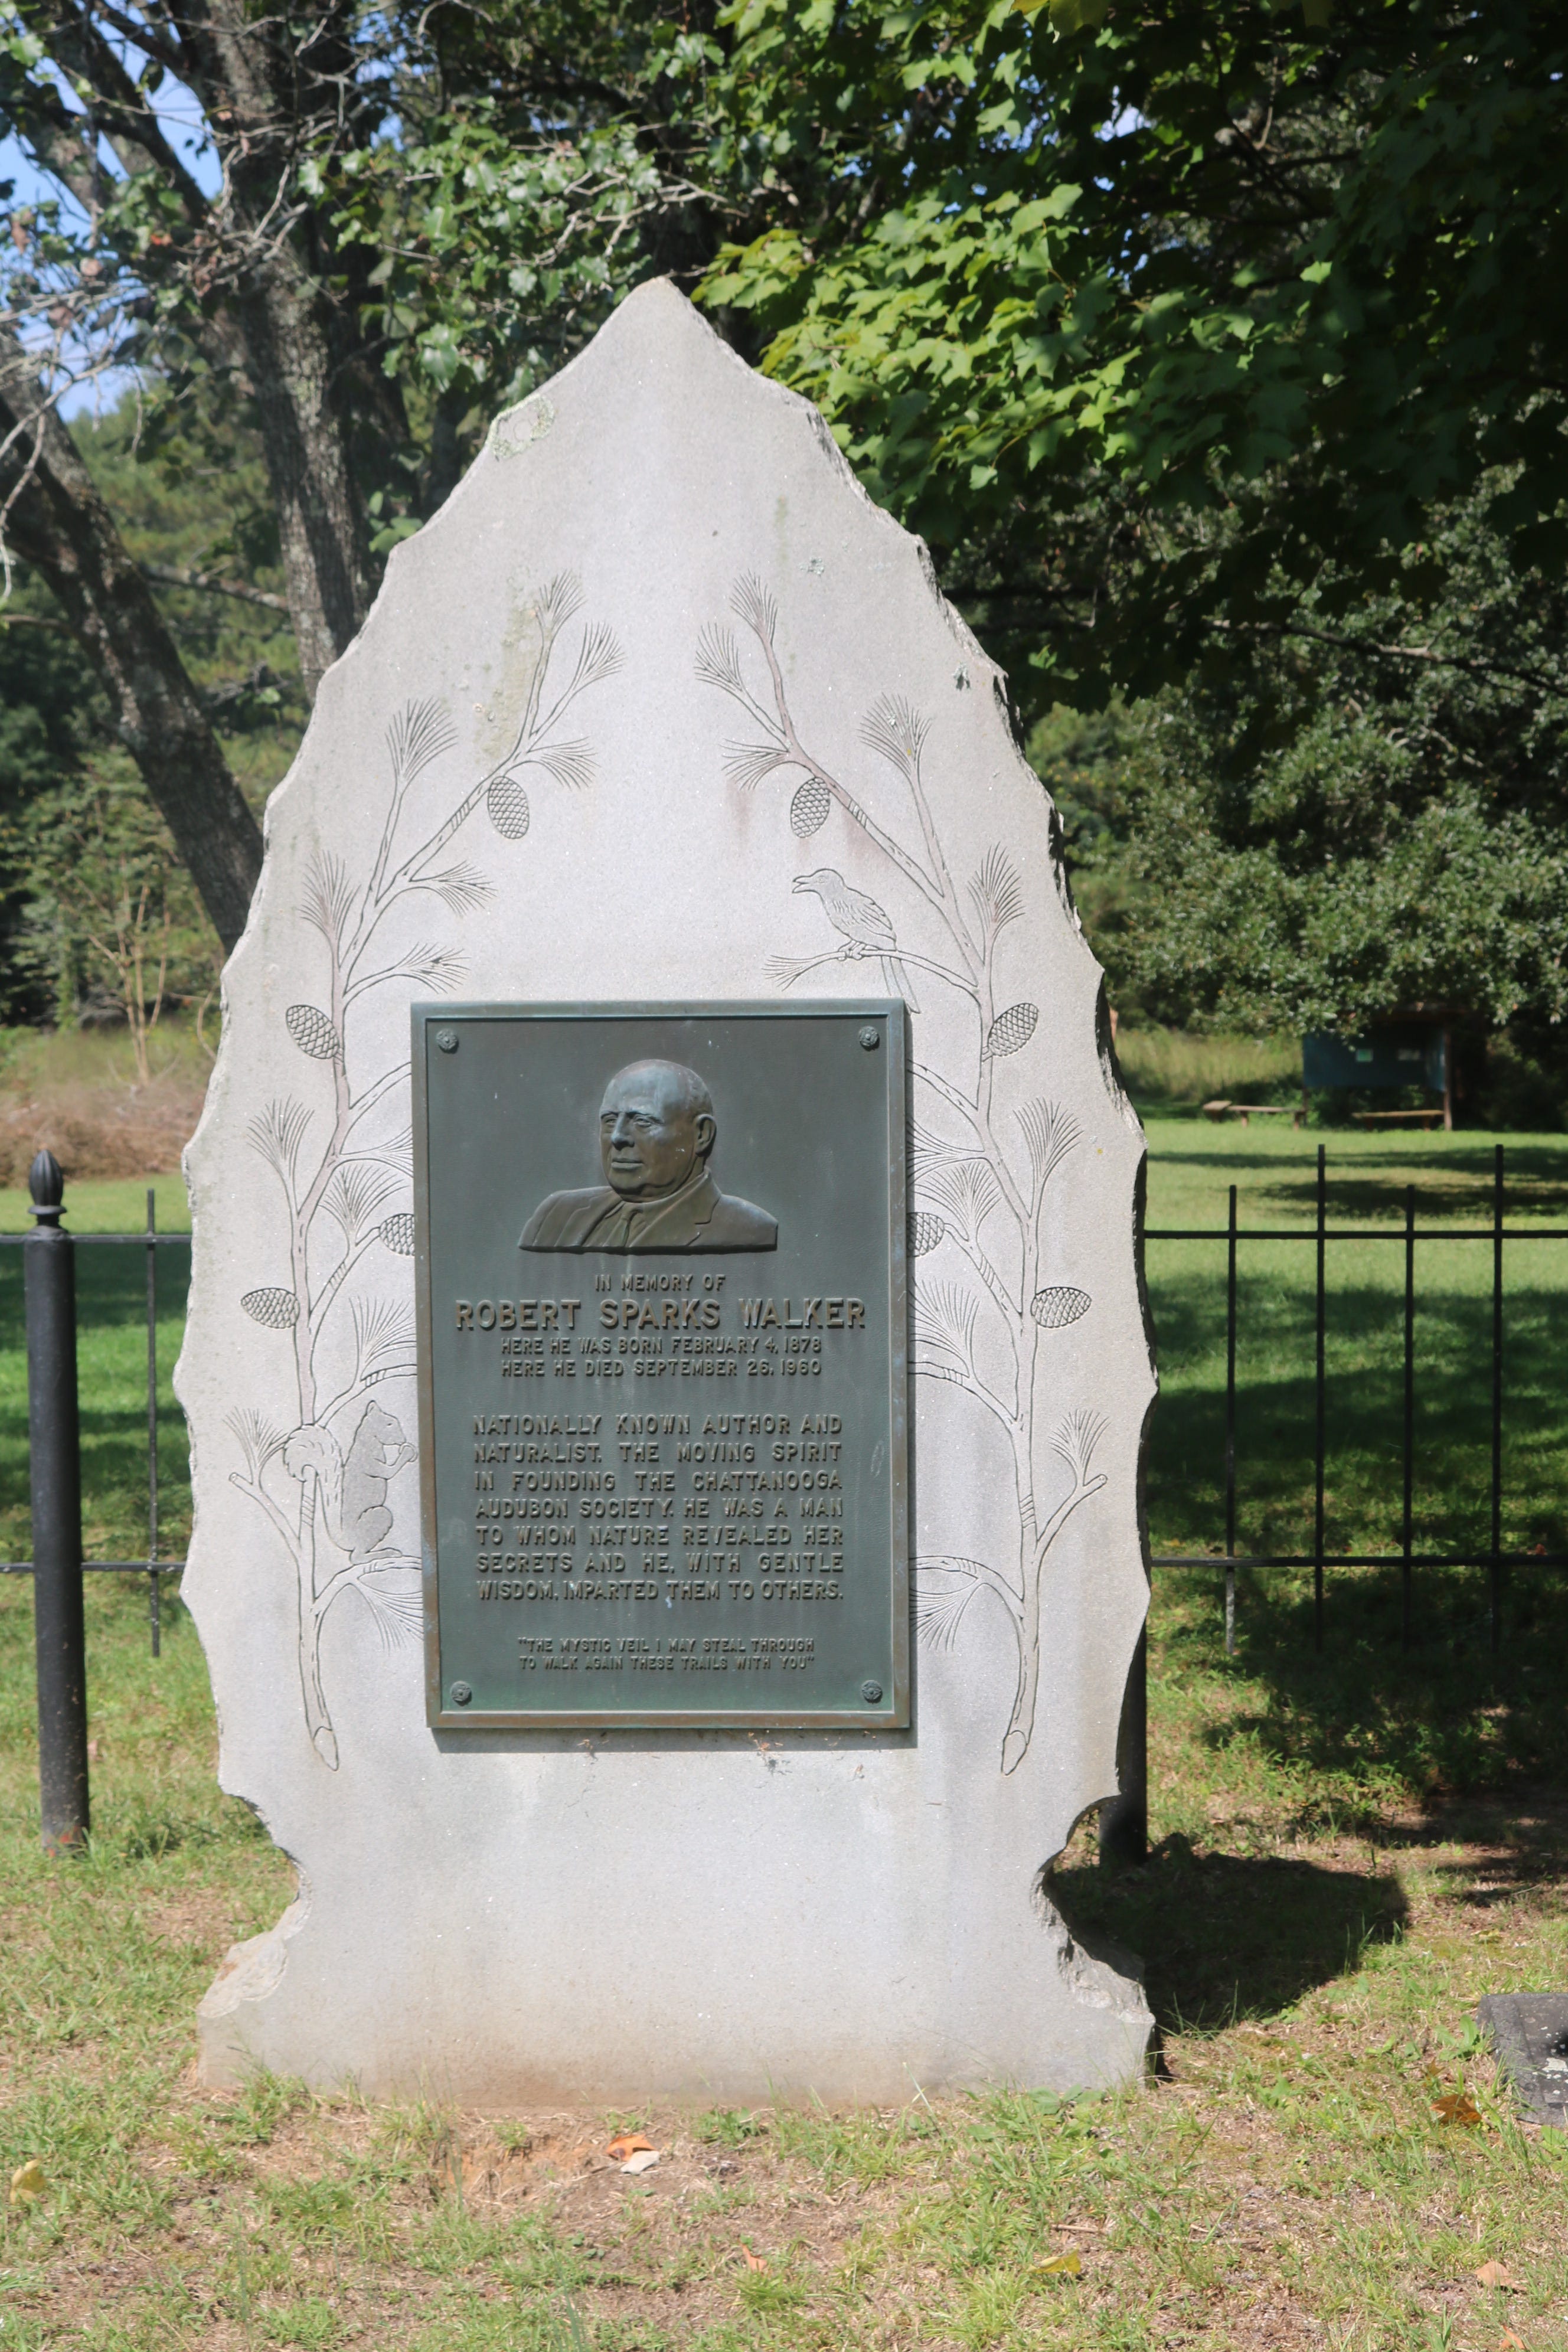 IN MEMORY OF
ROBERT SPARKS WALKER
HERE HE WAS BORN FEBRUARY 4, 1878
HERE HE DIED SEPTEMBER 26, 1960
NATIONALLY KNOWN AUTHOR AND
NATURALIST. THE MOVING SPIRIT
IN FOUNDING THE CHATTANOOGA
AUDUBON SOCIETY. HE WAS A MAN
TO WHOM NATURE REVEALED HER
SECRETS AND HE, WITH GENTLE
WISDOM, IMPARTED THEM TO OTHERS.
"THE MYSTIC VEIL I MAY STEAL THROUGH
TO WALK AGAIN THESE TRAILS WITH YOU"